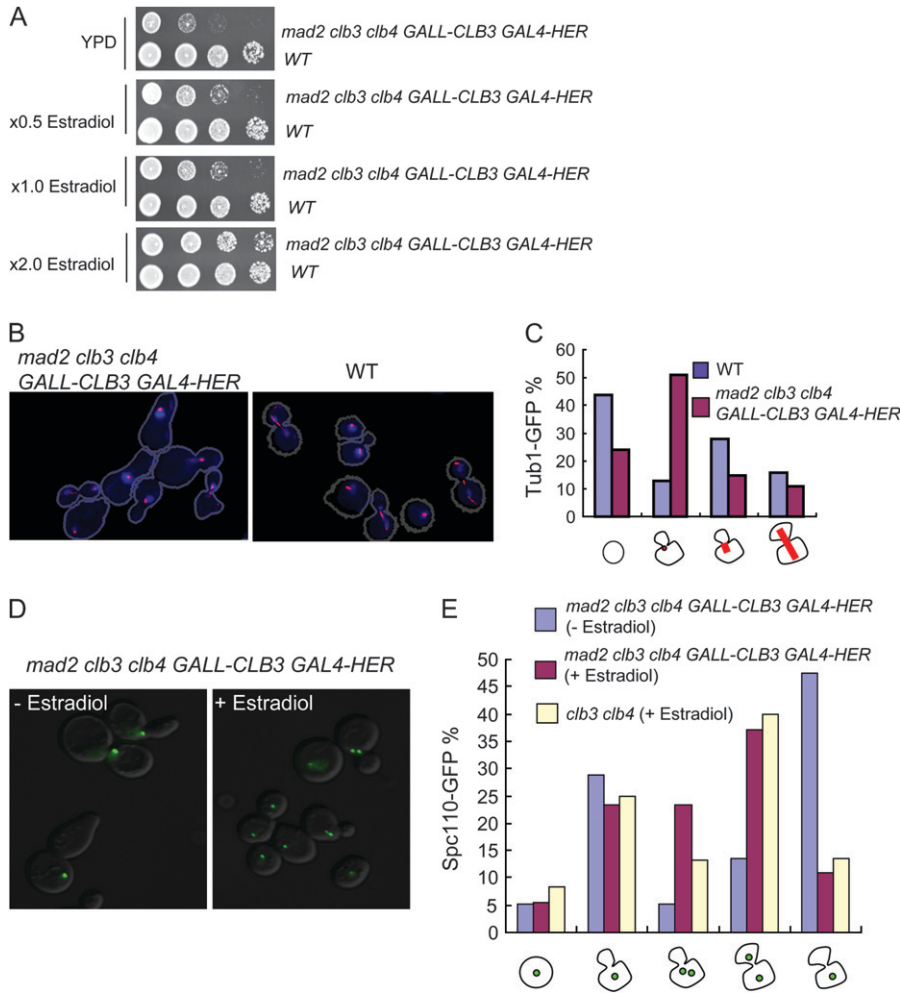 A
YPD
mad2 clb3 clb4 GALL-CLB3 GAL4-HER
WT
x0.5 Estradiol
mad2 clb3 clb4 GALL-CLB3 GAL4-HER
WT
x1.0 Estradiol
mad2 clb3 clb4 GALL-CLB3 GAL4-HER
WT
x2.0 Estradiol
mad2 clb3 clb4 GALL-CLB3 GAL4-HER
WT
B
mad2 clb3 clb4
GALL-CLB3 GAL4-HER
WT
C
Tub1-GFP %
60
50
40
30
20
10
0
WT
mad2 clb3 clb4
GALL-CLB3 GAL4-HER
D
mad2 clb3 clb4 GALL-CLB3 GAL4-HER
- Estradiol
+ Estradiol
E
mad2 clb3 clb4 GALL-CLB3 GAL4-HER
(- Estradiol)
mad2 clb3 clb4 GALL-CLB3 GAL4-HER
(+ Estradiol)
clb3 clb4 (+ Estradiol)
Spc110-GFP %
50
45
40
35
30
25
20
15
10
5
0